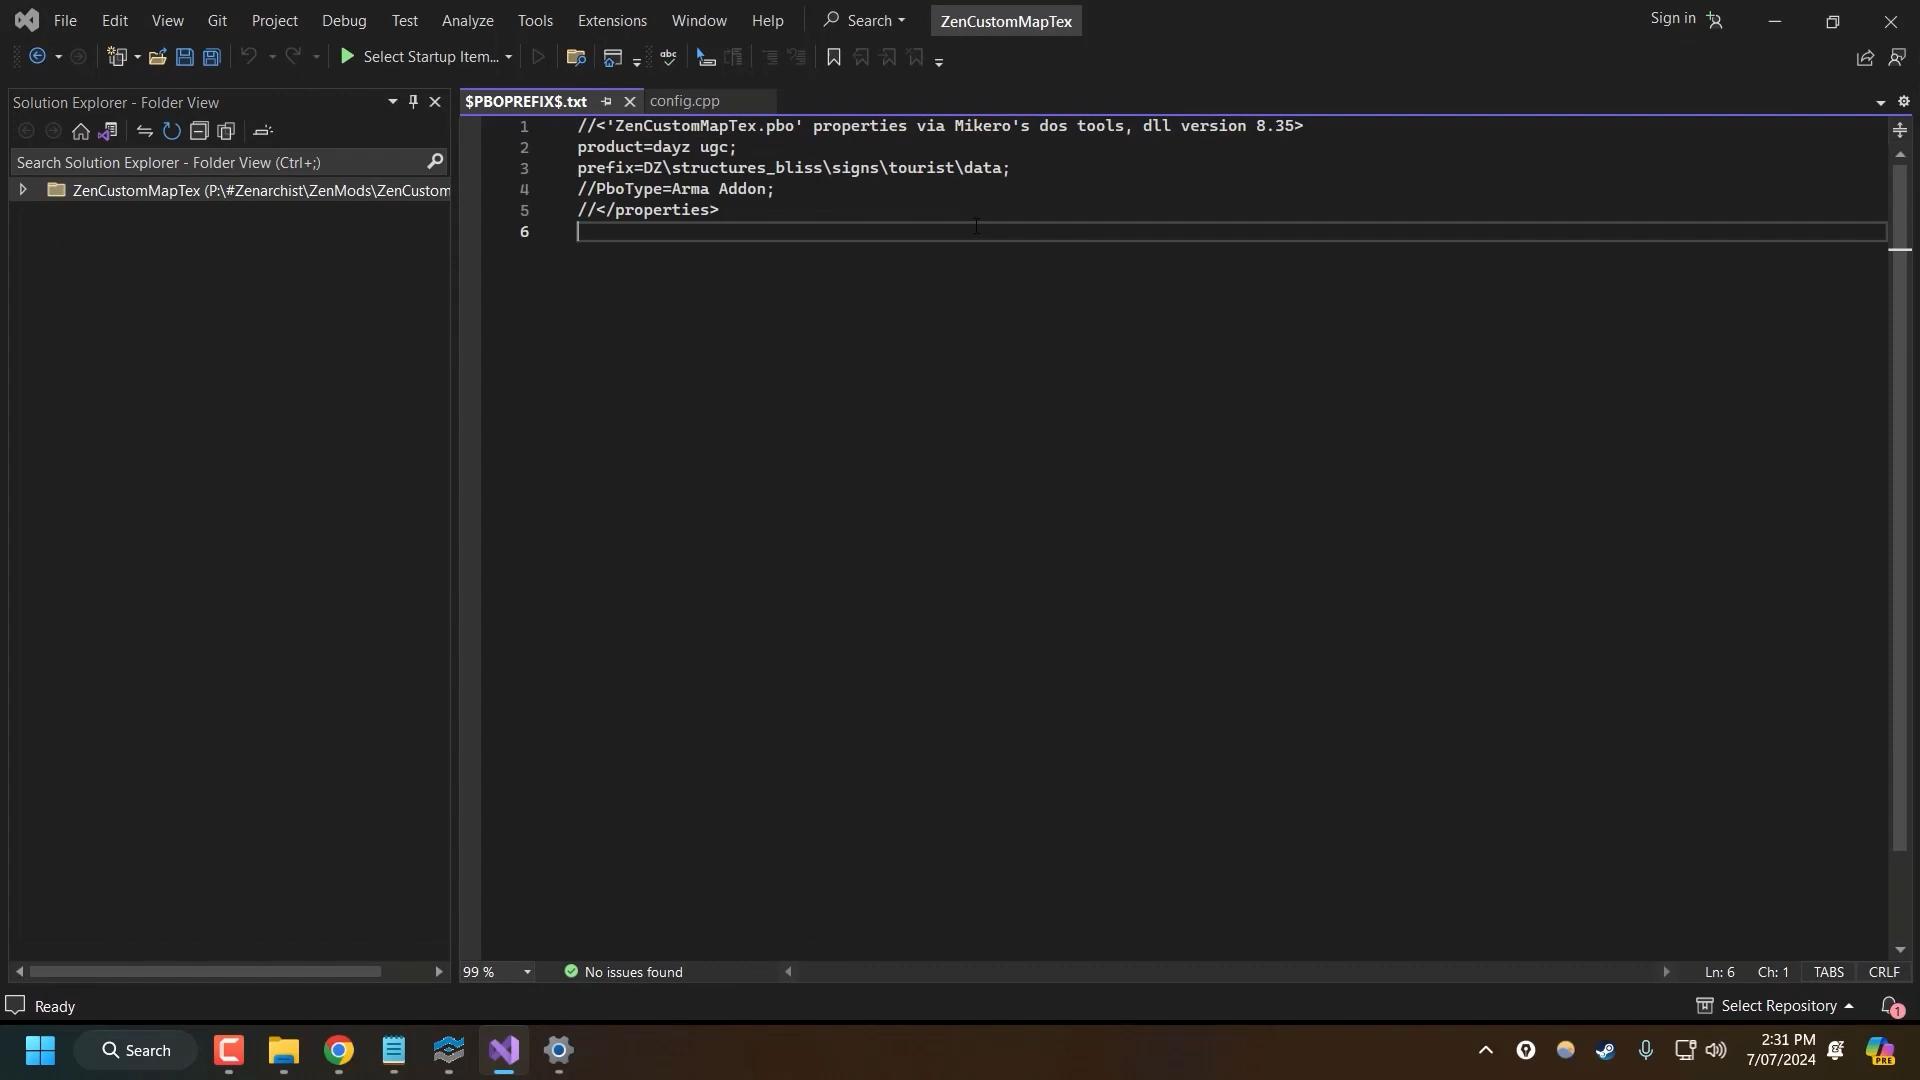 File Edit View Git Project Debug Test Analyze Tools Extensions Window Help Search ZenCustomMapTex Sign in
Select Startup Item... abc
Solution Explorer - Folder View
$PBOPREFIX$.txt config.cpp
Search Solution Explorer - Folder View (Ctrl+;)
ZenCustomMapTex (P:\#Zenarchist\ZenMods\ZenCustom
1 //<'ZenCustomMapTex.pbo' properties via Mikero's dos tools, dll version 8.35>
2 product=dayz ugc;
3 prefix=DZ\structures_bliss\signs\tourist\data;
4 //PboType=Arma Addon;
5 //</properties>
6
99 % No issues found Ln: 6 Ch: 1 TABS CRLF
Ready Select Repository 1
Search 2:31 PM
7/07/2024
PRE